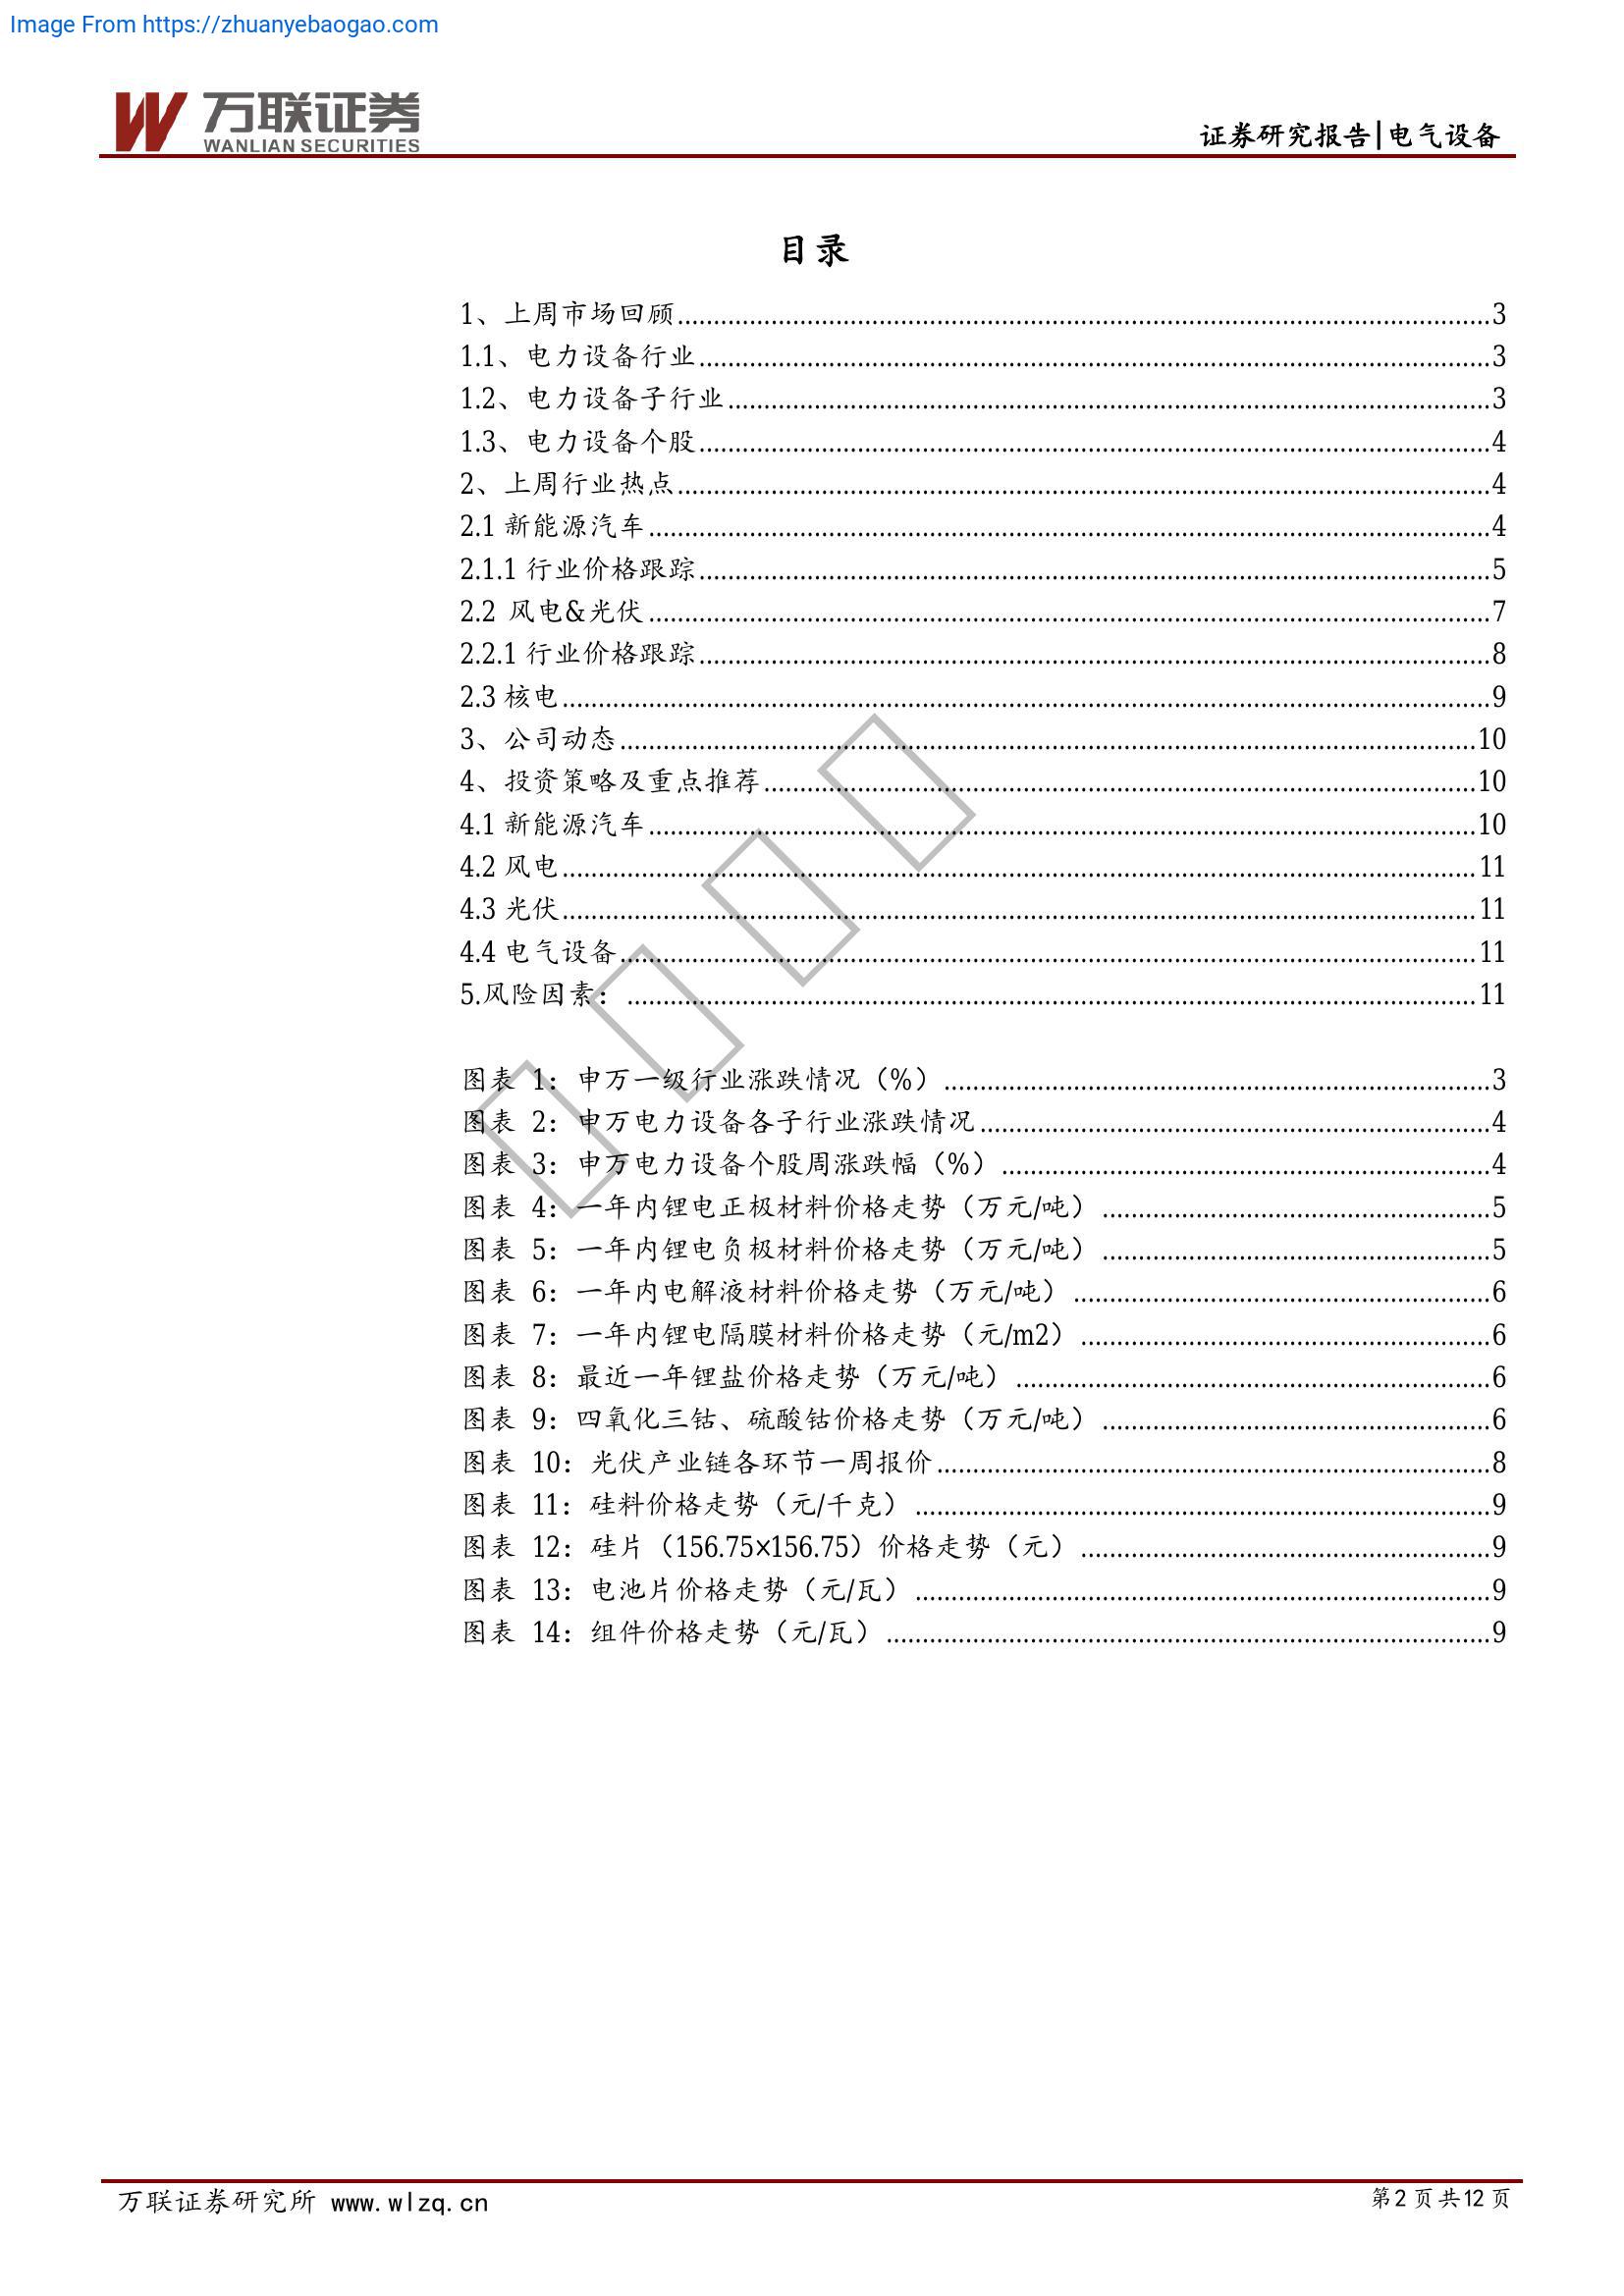 Image From https://zhuanyebaogao.com
万联证券
WANLIAN SECURITIES
证券研究报告|电气设备
目录
1、上周市场回顾........3
1.1、电力设备行业........3
1.2、电力设备子行业........3
1.3、电力设备个股........4
2、上周行业热点........4
2.1 新能源汽车........4
2.1.1 行业价格跟踪........5
2.2 风电&光伏........7
2.2.1 行业价格跟踪........8
2.3 核电........9
3、公司动态........10
4、投资策略及重点推荐........10
4.1 新能源汽车........10
4.2 风电........11
4.3 光伏........11
4.4 电气设备........11
5.风险因素：........11
图表 1：申万一级行业涨跌情况（%）........3
图表 2：申万电力设备各子行业涨跌情况........4
图表 3：申万电力设备个股周涨跌幅（%）........4
图表 4：一年内锂电正极材料价格走势（万元/吨）........5
图表 5：一年内锂电负极材料价格走势（万元/吨）........5
图表 6：一年内电解液材料价格走势（万元/吨）........6
图表 7：一年内锂电隔膜材料价格走势（元/m2）........6
图表 8：最近一年锂盐价格走势（万元/吨）........6
图表 9：四氧化三钴、硫酸钴价格走势（万元/吨）........6
图表 10：光伏产业链各环节一周报价........8
图表 11：硅料价格走势（元/千克）........9
图表 12：硅片（156.75×156.75）价格走势（元）........9
图表 13：电池片价格走势（元/瓦）........9
图表 14：组件价格走势（元/瓦）........9
万联证券研究所 www.wlzq.cn
第2页共12页